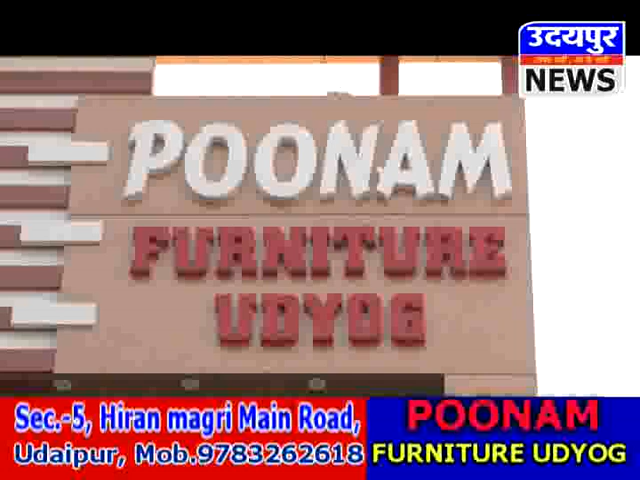 उदयपुर
NEWS
POONAM
FURNITURE
UDYOG
Sec.-5, Hiran magri Main Road,
Udaipur, Mob.9783262618
POONAM
FURNITURE UDYOG